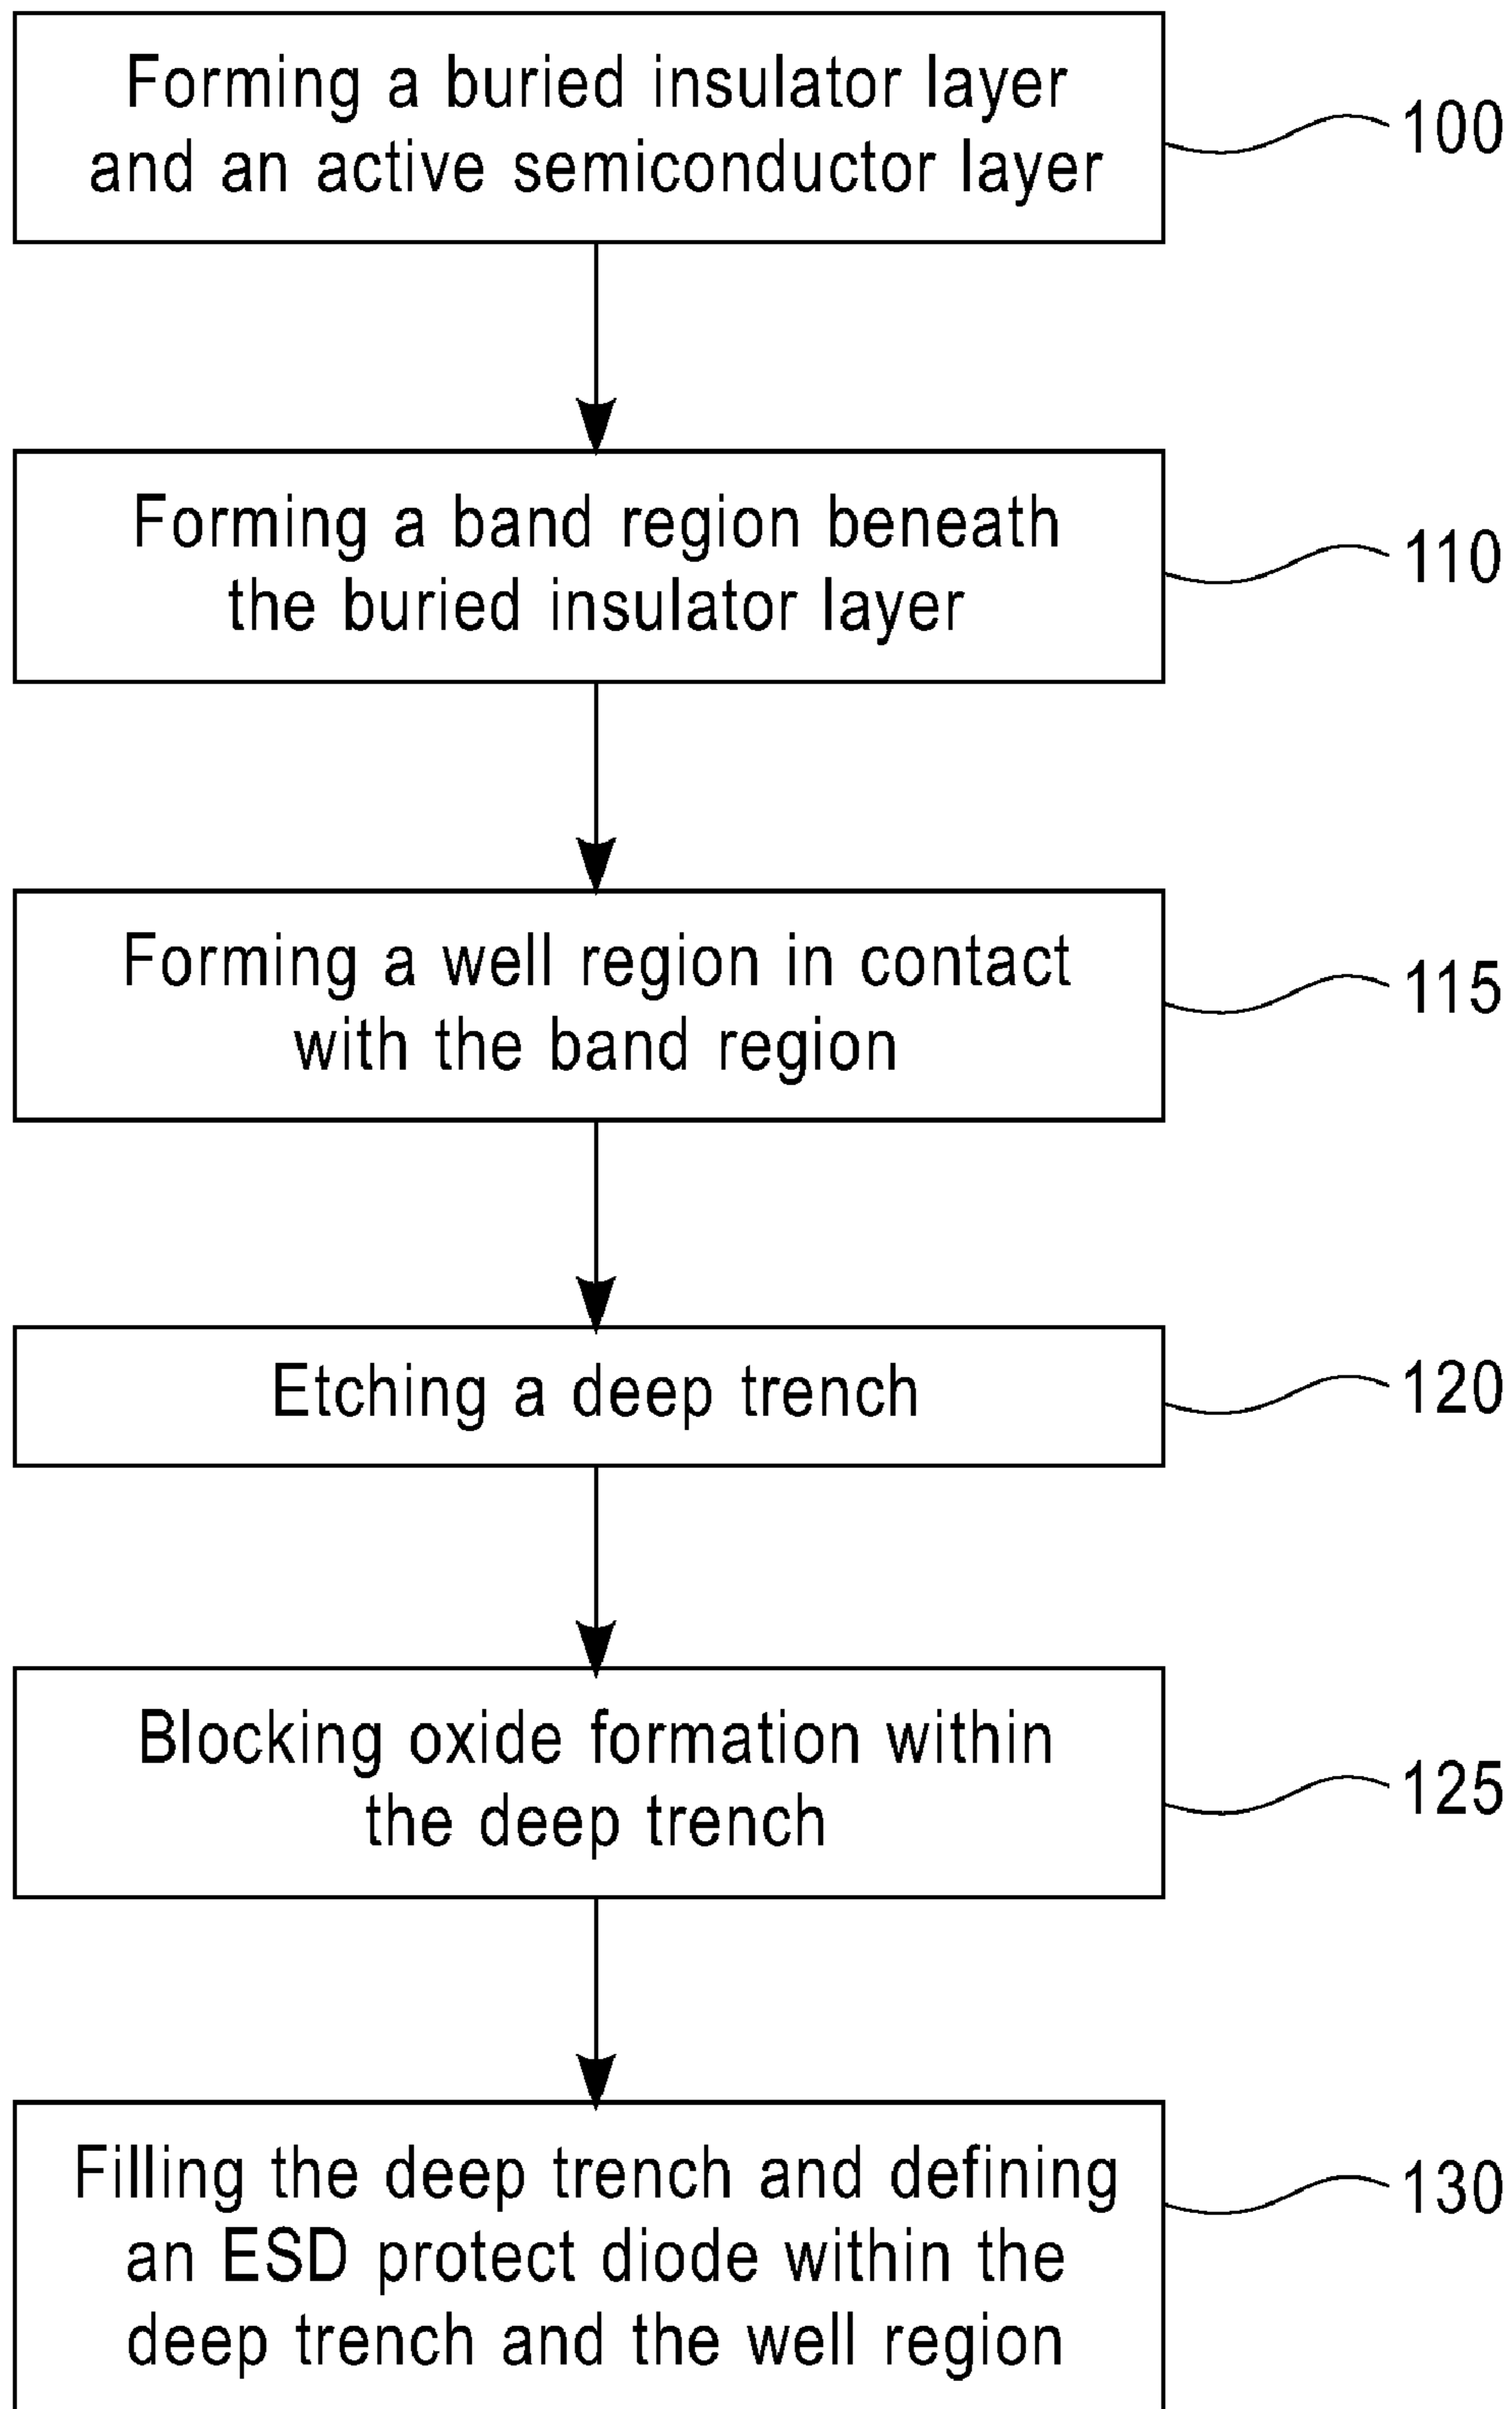 Forming a buried insulator layer
and an active semiconductor layer
100
Forming a band region beneath
the buried insulator layer
110
Forming a well region in contact
with the band region
115
Etching a deep trench
120
Blocking oxide formation within
the deep trench
125
Filling the deep trench and defining
an ESD protect diode within the
deep trench and the well region
130